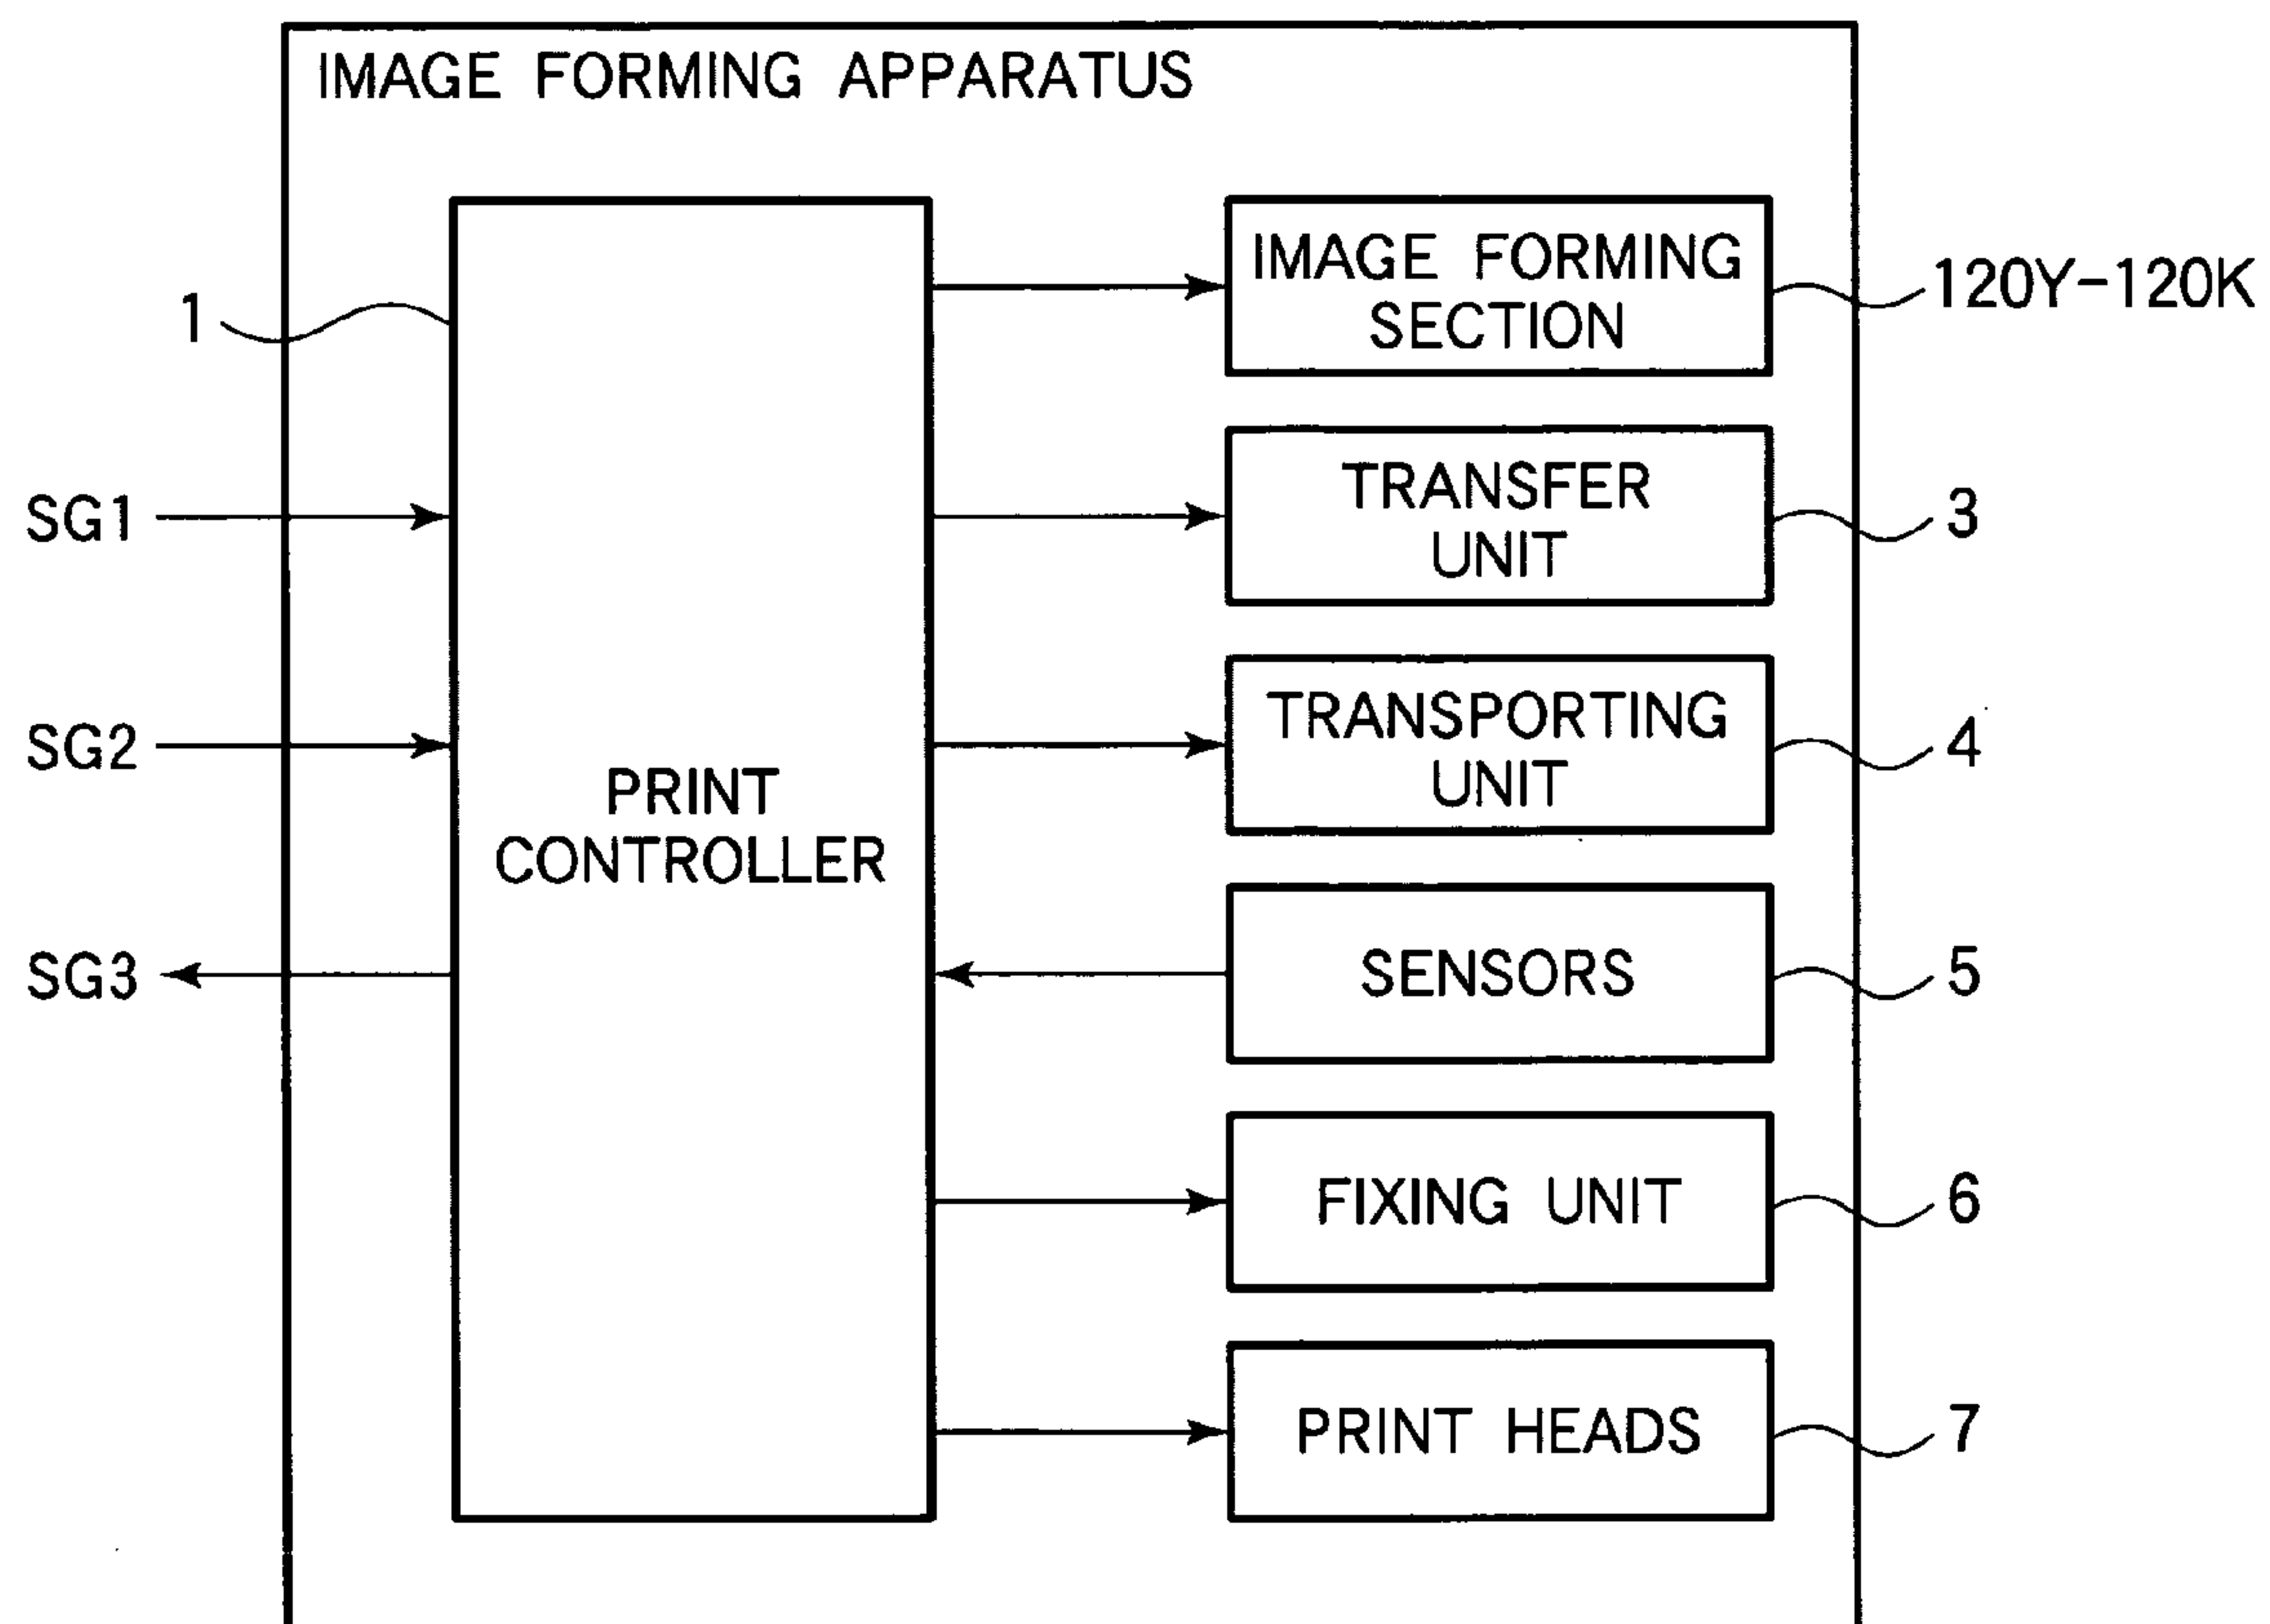 IMAGE FORMING APPARATUS
IMAGE FORMING
SECTION
120Y-120K
1
TRANSFER
UNIT
3
SG1
TRANSPORTING
UNIT
4
SG2
PRINT
CONTROLLER
SENSORS
5
SG3
FIXING UNIT
6
PRINT HEADS
7